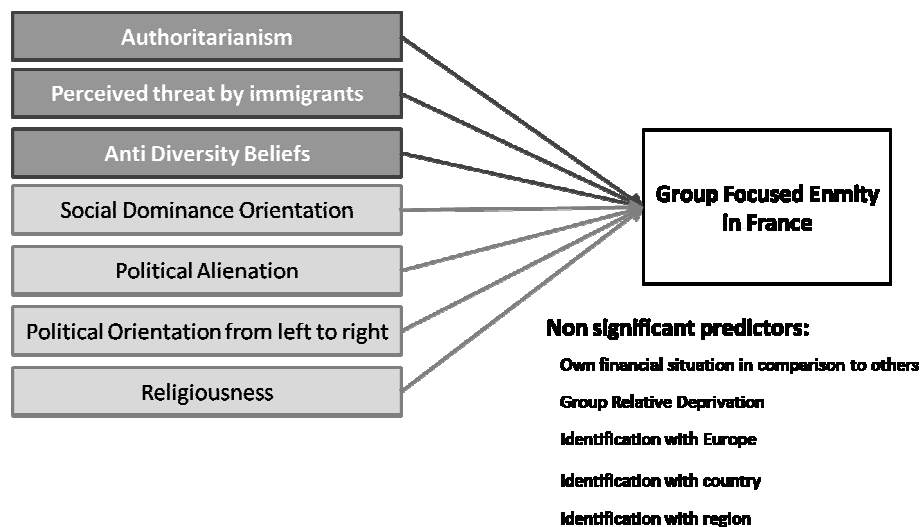 Authoritarianism
Perceived threat by immigrants
Anti Diversity Beliefs
Social Dominance Orientation
Political Alienation
Political Orientation from left to right
Religiousness
Group Focused Enmity
in France
Non significant predictors:
Own financial situation in comparison to others
Group Relative Deprivation
Identification with Europe
Identification with country
Identification with region